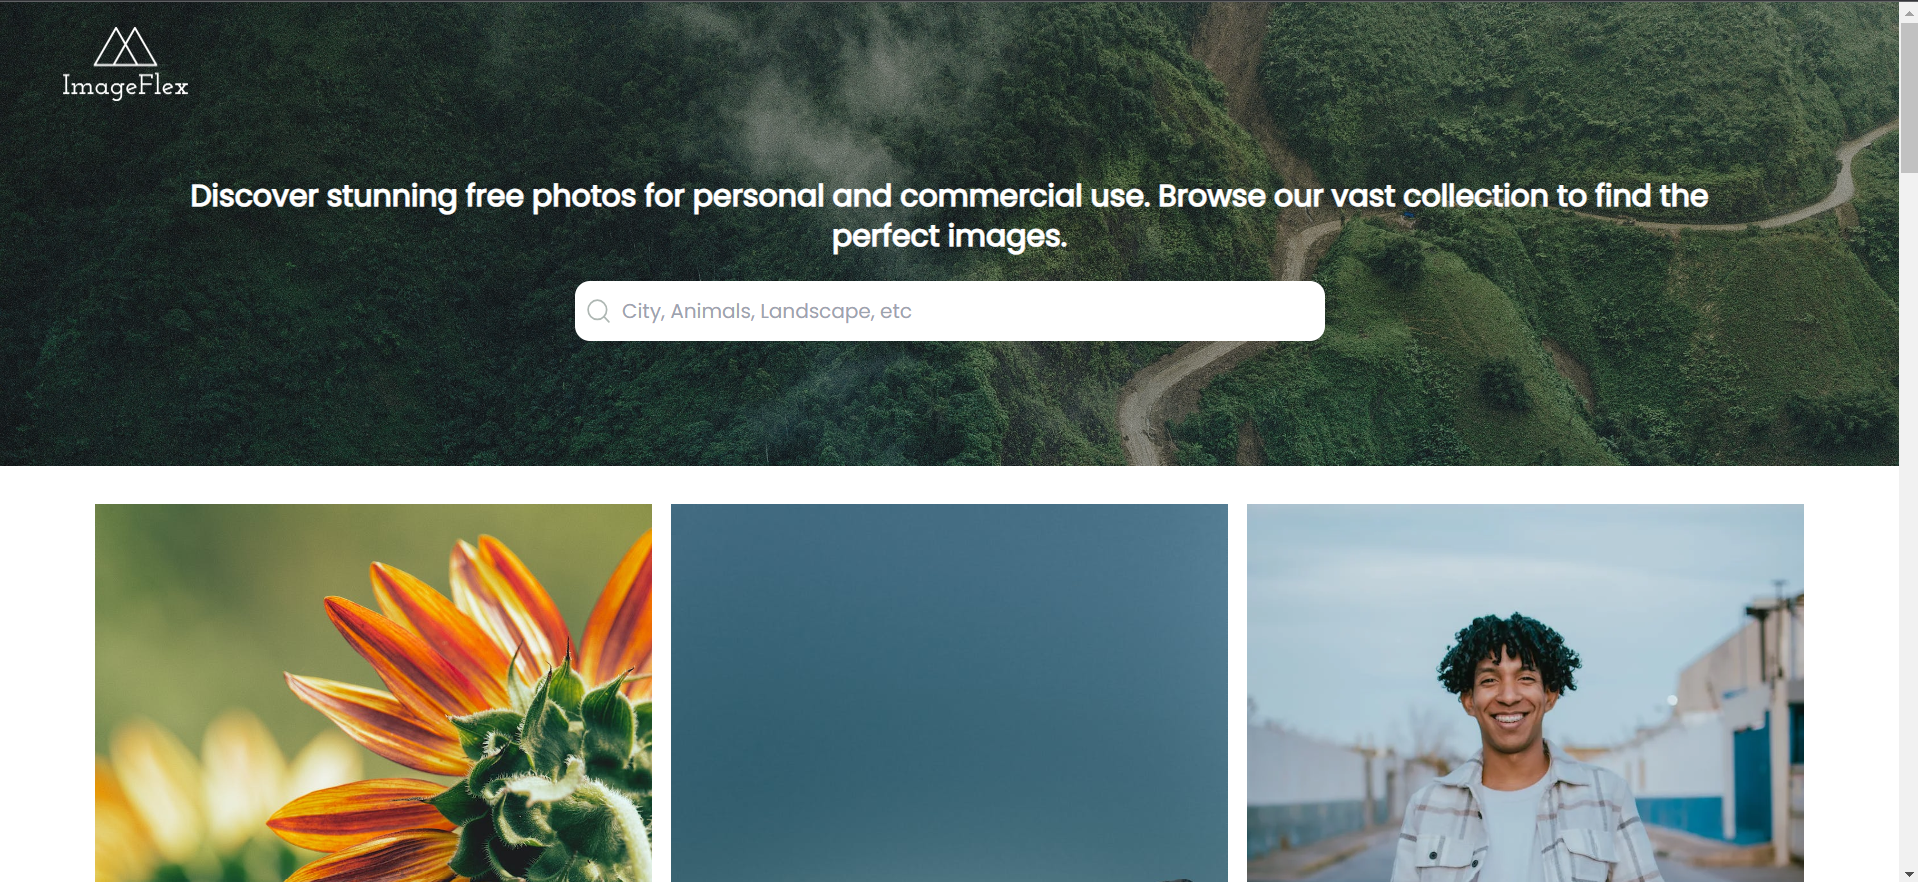 ImageFlex
Discover stunning free photos for personal and commercial use. Browse our vast collection to find the
perfect images.
City, Animals, Landscape, etc